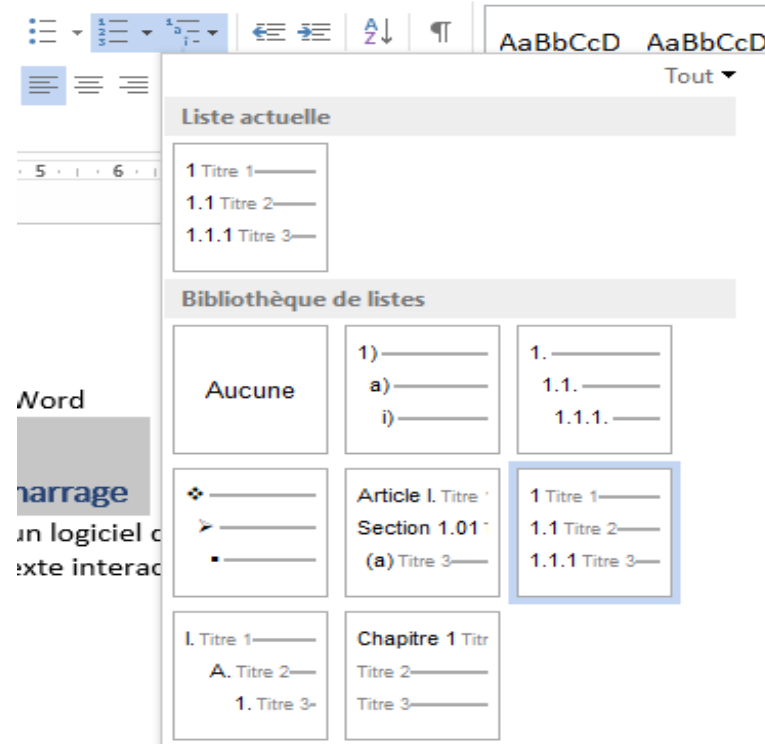 AaBbCcD AaBbCcD
Tout
Liste actuelle
5 6
1 Titre 1
1.1 Titre 2
1.1.1 Titre 3
Bibliothèque de listes
Aucune
1)
a)
i)
1.
1.1.
1.1.1.
Word
narrage
un logiciel
exte interac
Article I. Titre
Section 1.01
(a) Titre 3
1 Titre 1
1.1 Titre 2
1.1.1 Titre 3
I. Titre 1
A. Titre 2
1. Titre 3
Chapitre 1 Titr
Titre 2
Titre 3